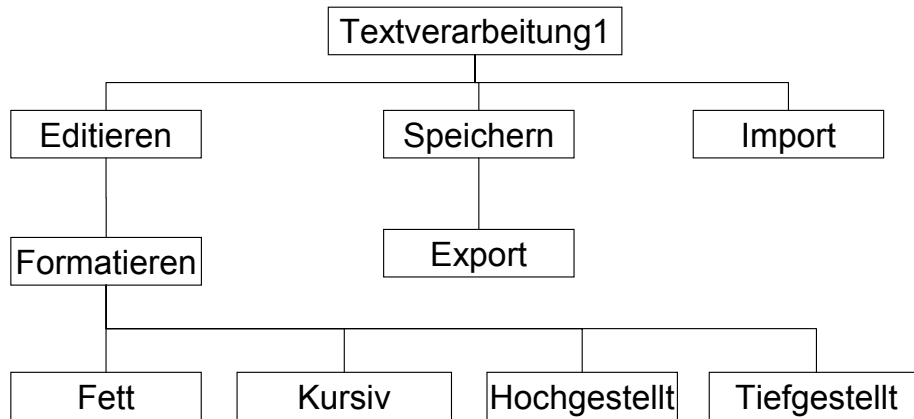 Textverarbeitung1
Editieren
Speichern
Import
Formatieren
Export
Fett
Kursiv
Hochgestellt
Tiefgestellt